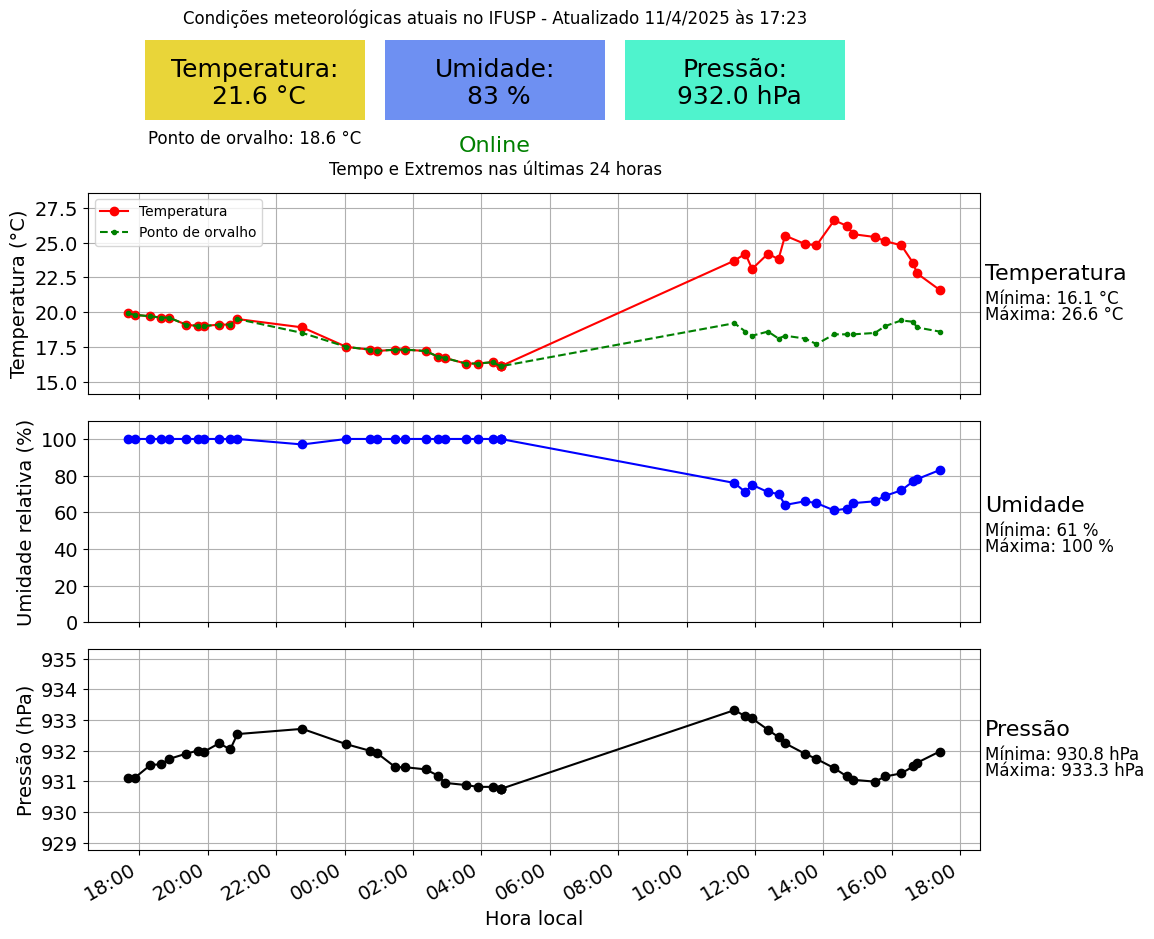 Condições meteorológicas atuais no IFUSP - Atualizado 11/4/2025 às 17:23
Temperatura:
21.6 °C
Umidade:
83 %
Pressão:
932.0 hPa
Ponto de orvalho: 18.6 °C
Online
Tempo e Extremos nas últimas 24 horas
Temperatura (°C)
27.5
25.0
22.5
20.0
17.5
15.0
Temperatura
Ponto de orvalho
Temperatura
Mínima: 16.1 °C
Máxima: 26.6 °C
Umidade relativa (%)
100
80
60
40
20
0
Umidade
Mínima: 61 %
Máxima: 100 %
Pressão (hPa)
935
934
933
932
931
930
929
Pressão
Mínima: 930.8 hPa
Máxima: 933.3 hPa
18:00 20:00 22:00 00:00 02:00 04:00 06:00 08:00 10:00 12:00 14:00 16:00 18:00
Hora local